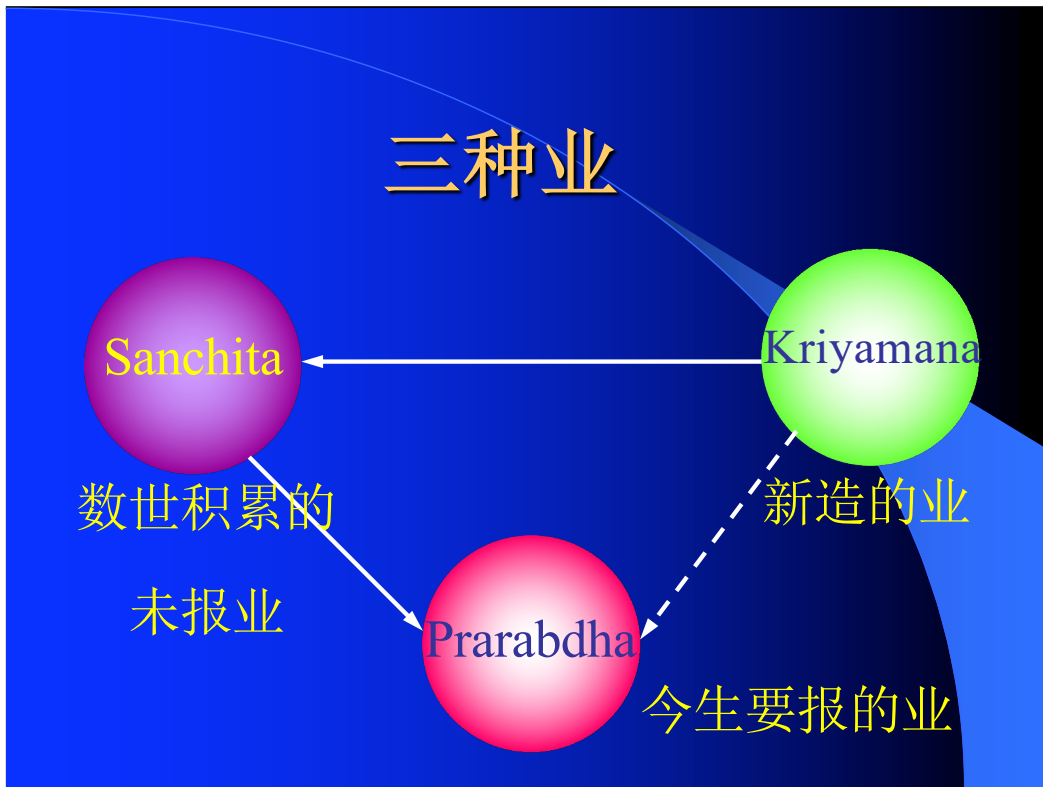 三种业
Sanchita
Kriyamana
数世积累的
未报业
新造的业
Prarabdha
今生要报的业